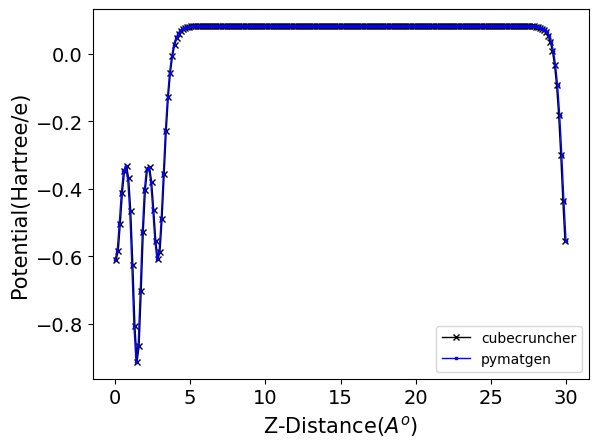 0.0
−0.2
−0.4
−0.6
−0.8
Potential(Hartree/e)
cubecruncher
pymatgen
0 5 10 15 20 25 30
Z-Distance(A^o)